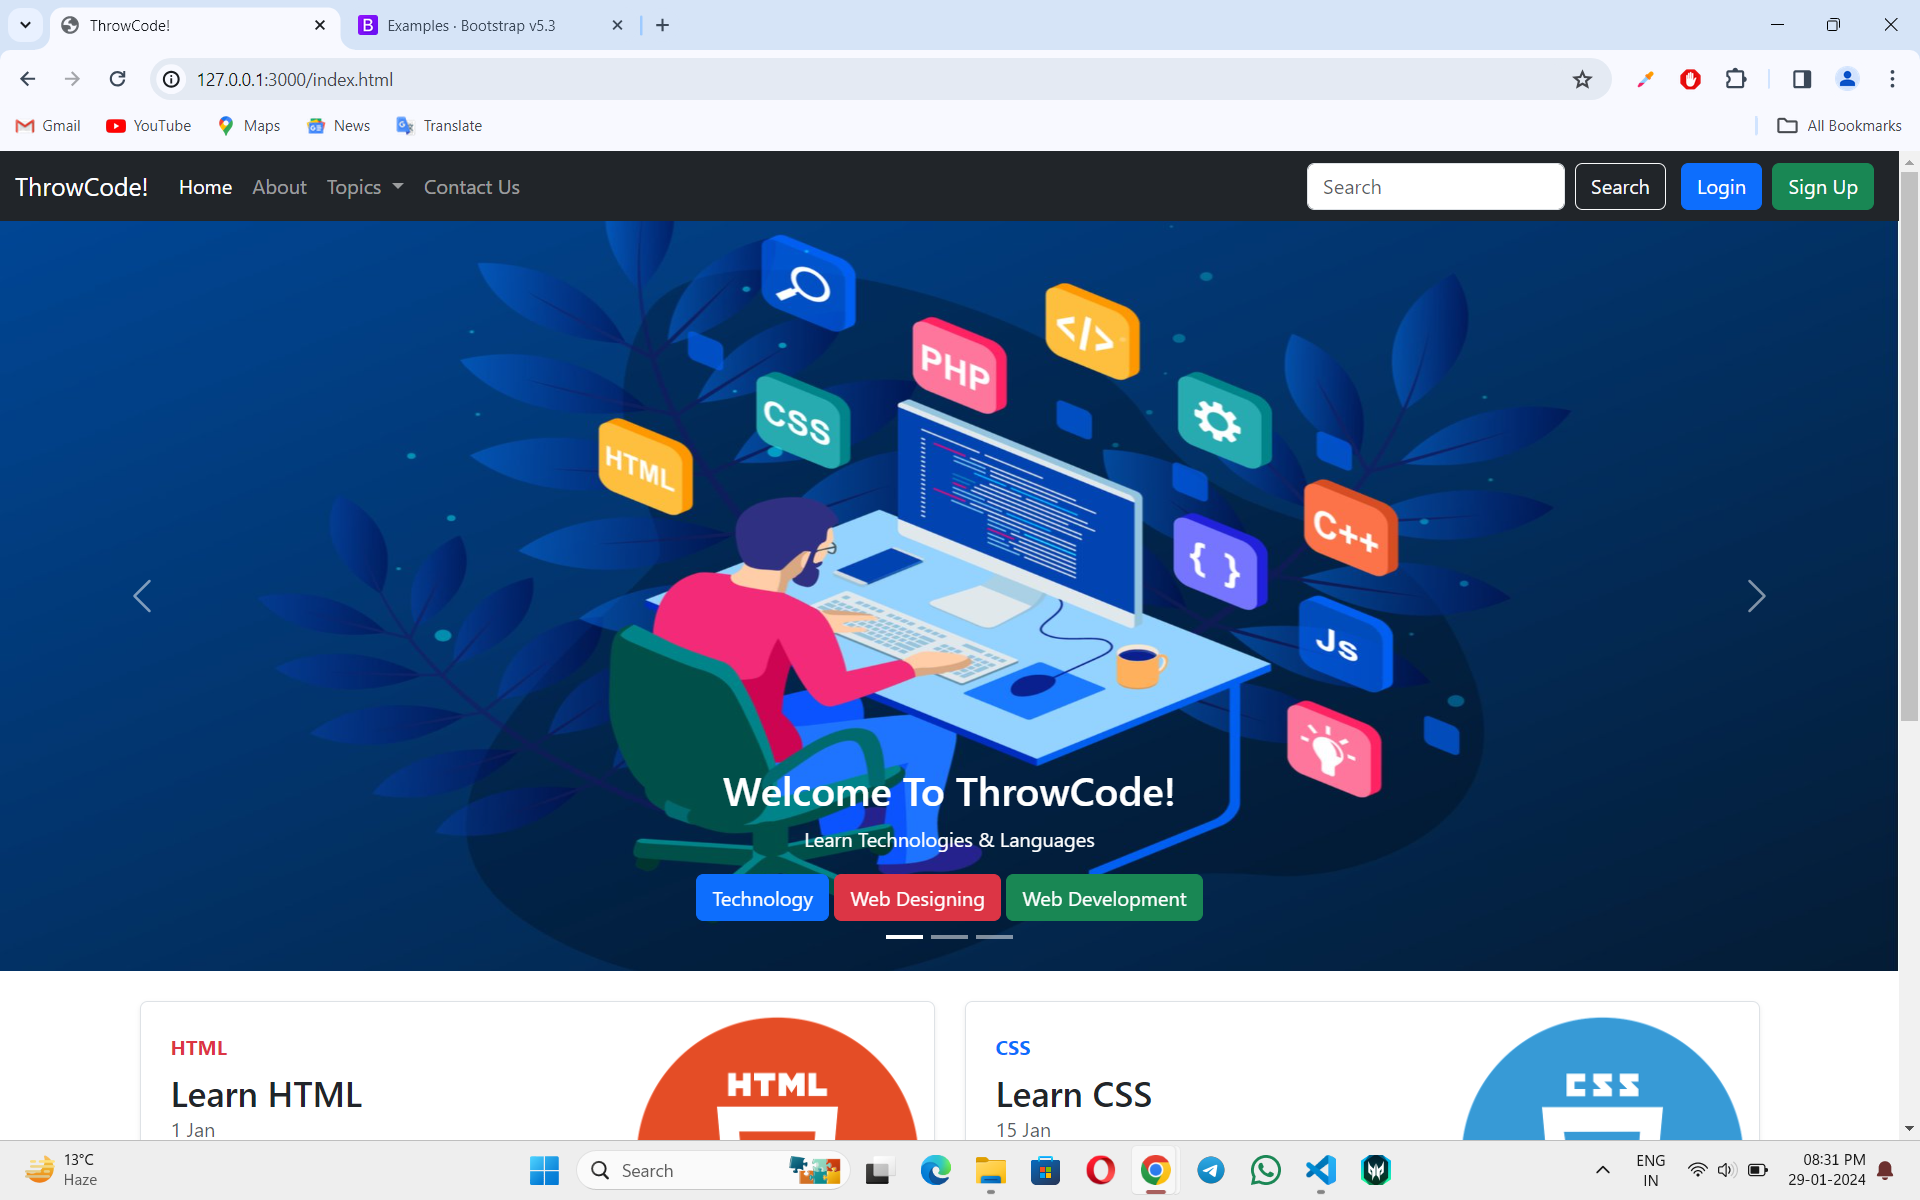 ThrowCode!
Examples · Bootstrap v5.3
127.0.0.1:3000/index.html
Gmail YouTube Maps News Translate All Bookmarks
ThrowCode! Home About Topics Contact Us Search Search Login Sign Up
</>
PHP
CSS
HTML
C++
{ }
Js
Welcome To ThrowCode!
Learn Technologies & Languages
Technology Web Designing Web Development
HTML
Learn HTML
1 Jan
HTML
CSS
Learn CSS
15 Jan
CSS
13°C
Haze
Search
ENG
IN
08:31 PM
29-01-2024